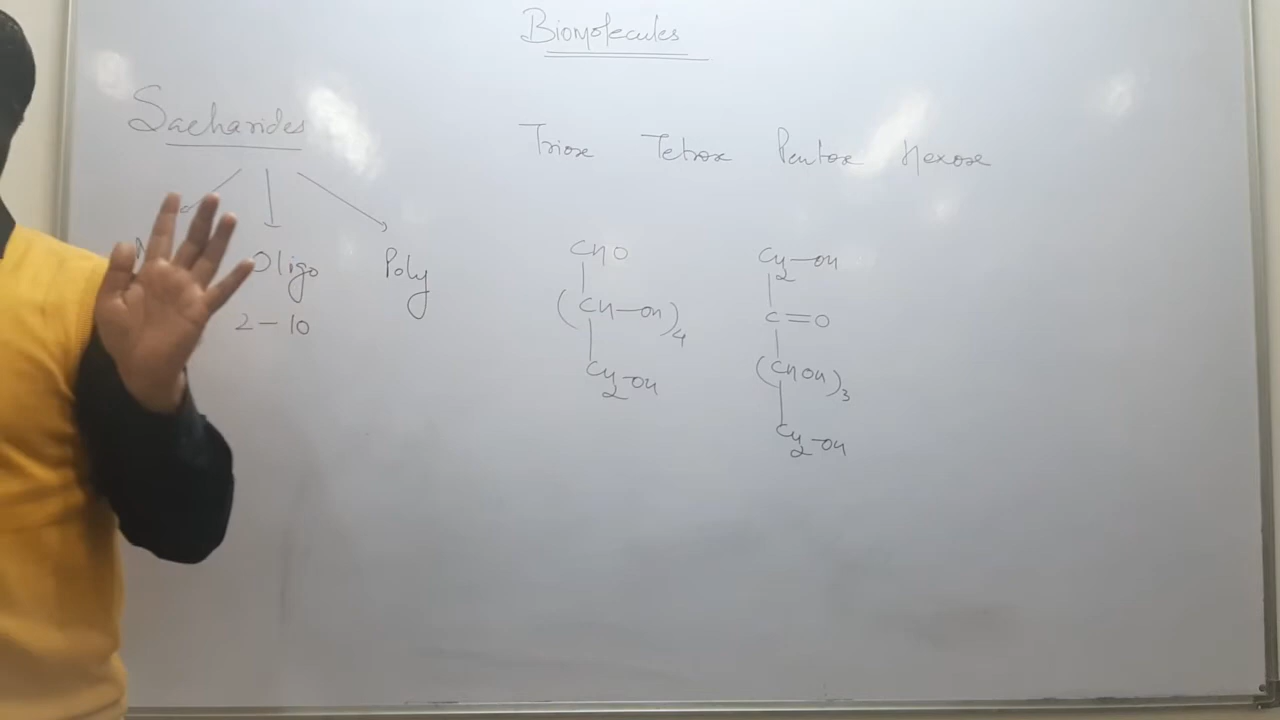 Biomolecules
Sacharides
Triose Tetrose Pentose Hexose
Oligo Poly
2-10
CHO
(CH-OH)4
CH2-OH
CH2-OH
C=O
(CHOH)3
CH2-OH